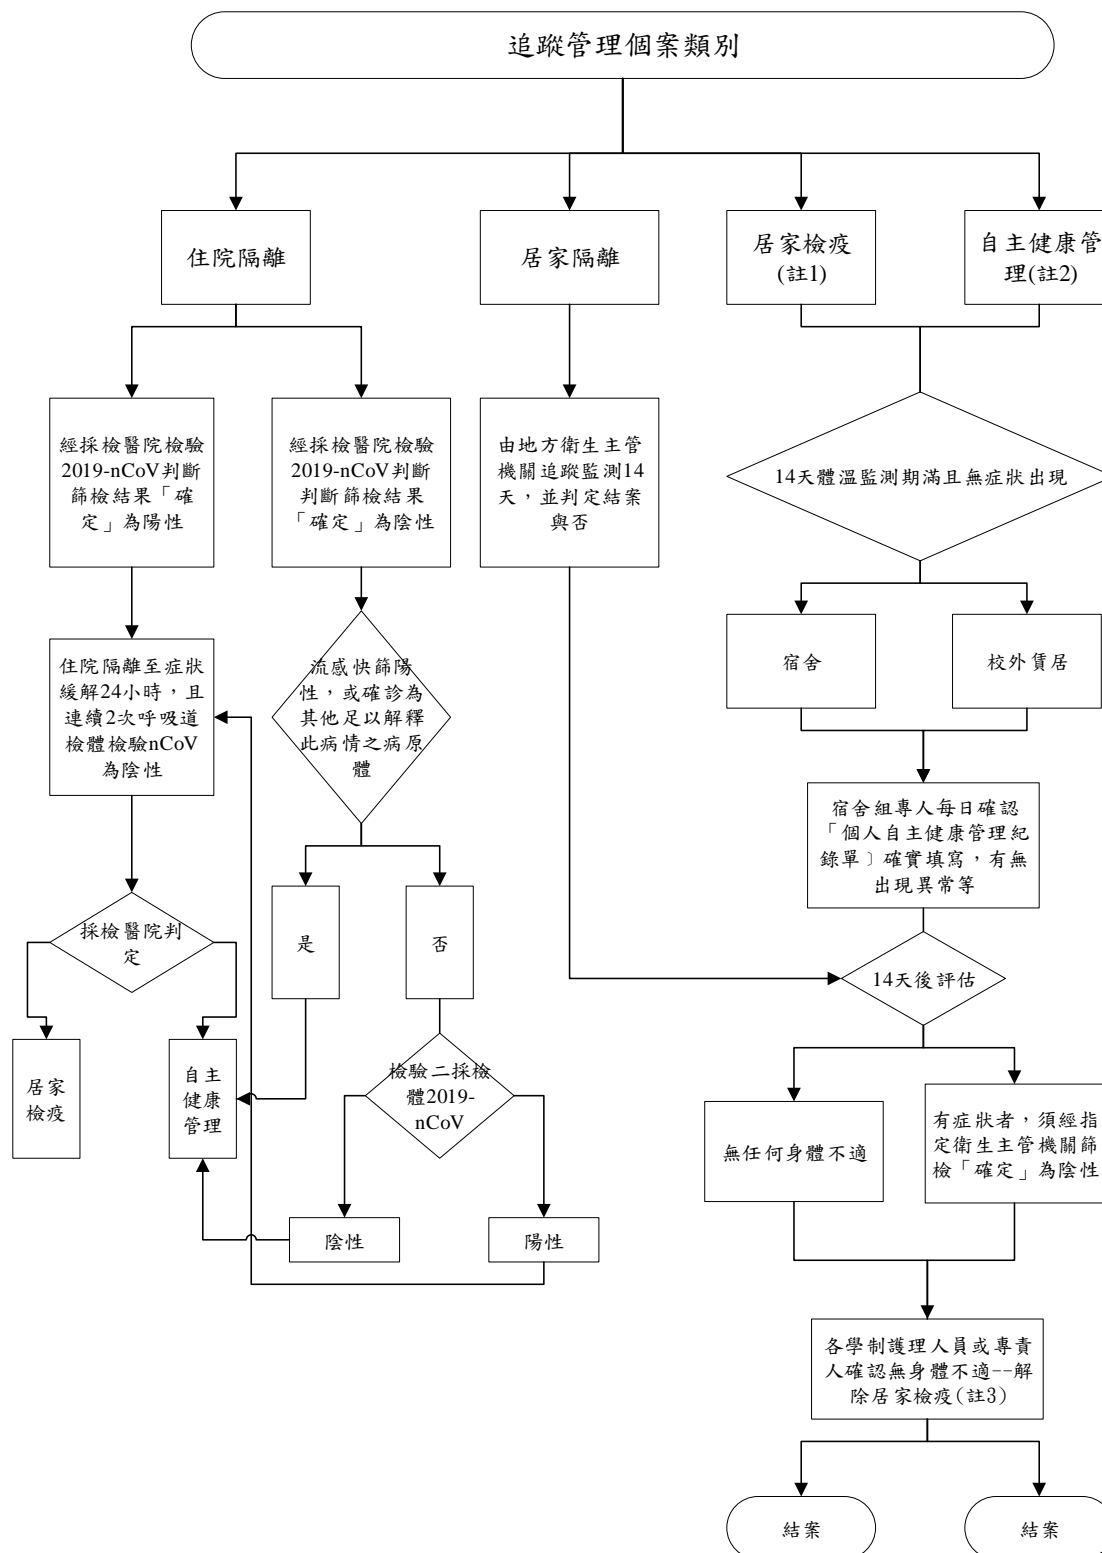 追蹤管理個案類別
住院隔離
居家隔離
居家檢疫
(註1)
自主健康管
理(註2)
經採檢醫院檢驗
2019-nCoV判斷
篩檢結果「確
定」為陽性
經採檢醫院檢驗
2019-nCoV判斷
判斷篩檢結果
「確定」為陰性
由地方衛生主管
機關追蹤監測14
天，並判定結案
與否
14天體溫監測期滿且無症狀出現
住院隔離至症狀
緩解24小時，且
連續2次呼吸道
檢體檢驗nCoV
為陰性
流感快篩陽
性，或確診為
其他足以解釋
此病情之病原
體
宿舍
校外賃居
宿舍組專人每日確認
「個人自主健康管理紀
錄單〕確實填寫，有無
出現異常等
採檢醫院判
定
是
否
14天後評估
居家
檢疫
自主
健康
管理
檢驗二採檢
體2019-
nCoV
無任何身體不適
有症狀者，須經指
定衛生主管機關篩
檢「確定」為陰性
陰性
陽性
各學制護理人員或專責
人確認無身體不適--解
除居家檢疫(註3)
結案
結案